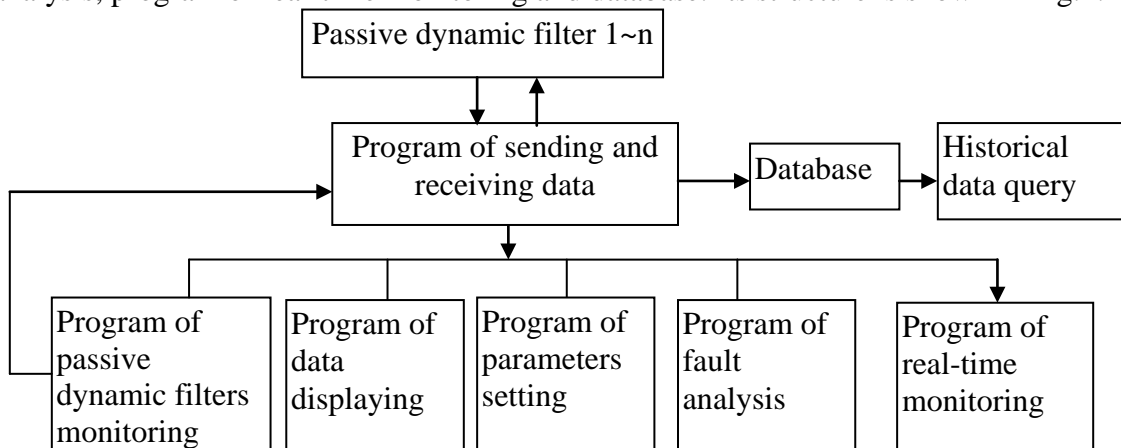 program of real-time monitoring and database. Its structure is shown in
Passive dynamic filter 1~n
Program of sending and
receiving data
Database
Historical
data query
Program of
passive
dynamic filters
monitoring
Program of
data
displaying
Program of
parameters
setting
Program of
fault
analysis
Program of
real-time
monitoring